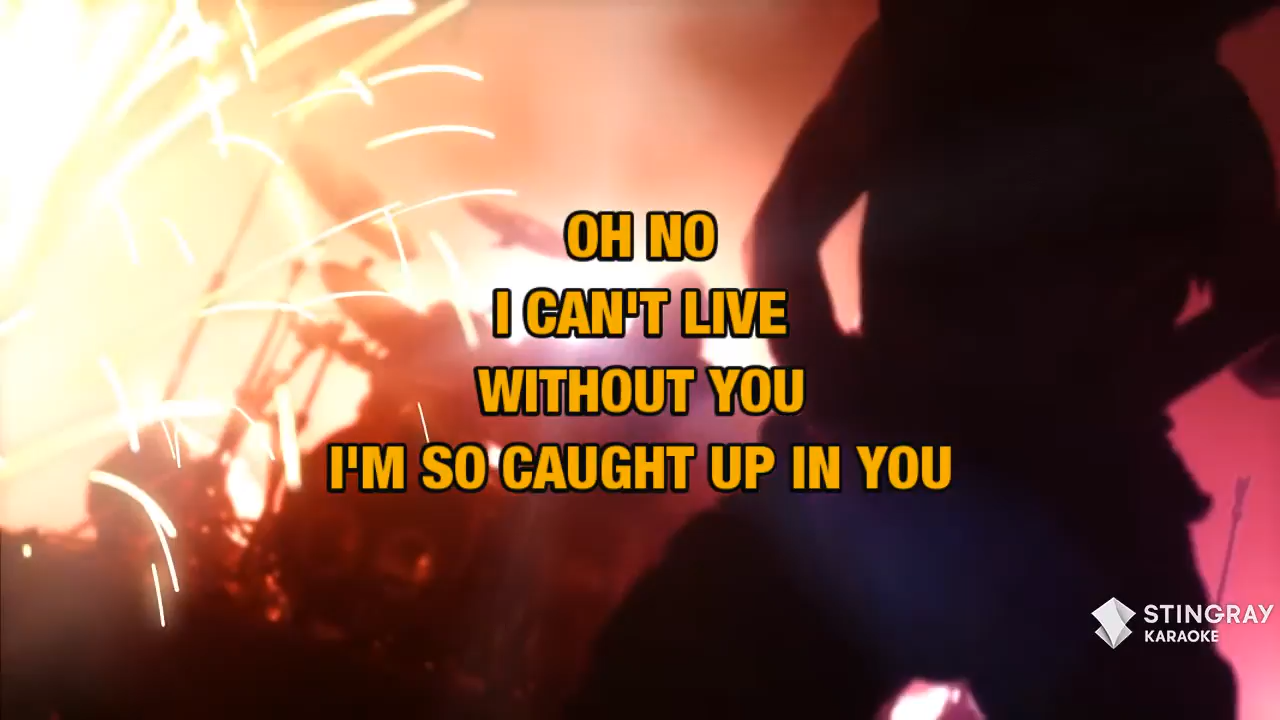 OH NO
I CAN'T LIVE
WITHOUT YOU
I'M SO CAUGHT UP IN YOU
STINGRAY
KARAOKE